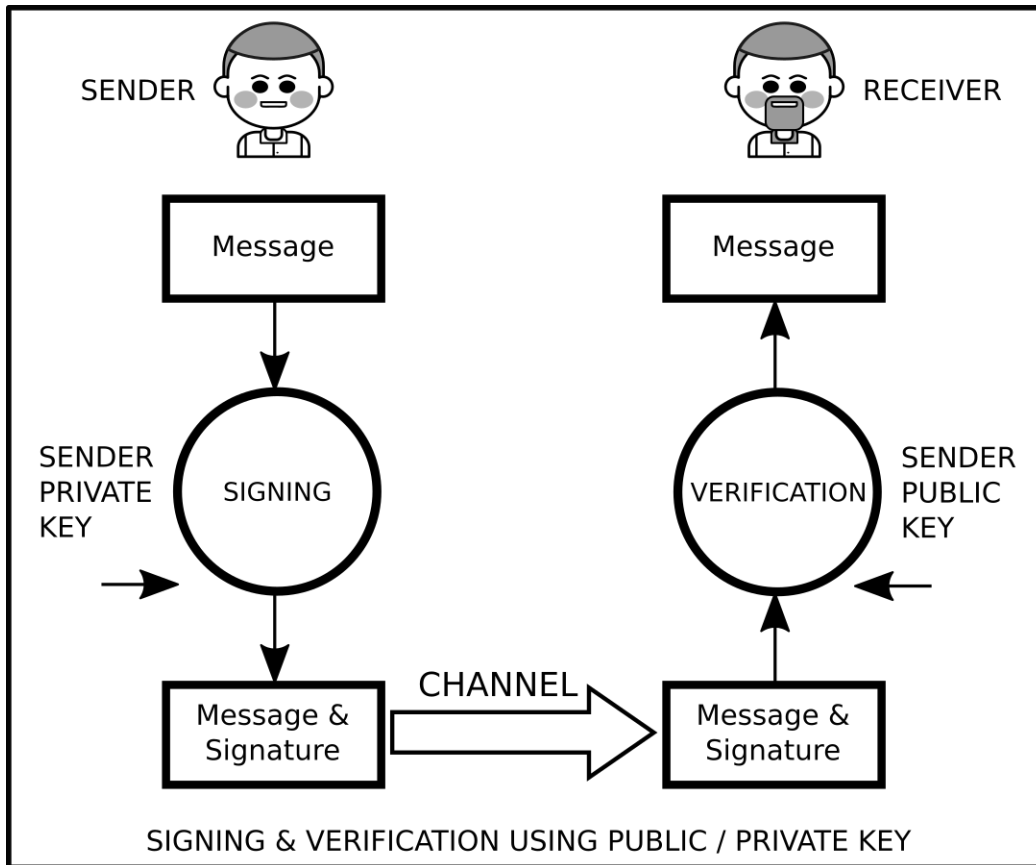 SENDER
RECEIVER
Message
Message
SENDER
PRIVATE
KEY
SIGNING
VERIFICATION
SENDER
PUBLIC
KEY
CHANNEL
Message &
Signature
Message &
Signature
SIGNING & VERIFICATION USING PUBLIC / PRIVATE KEY